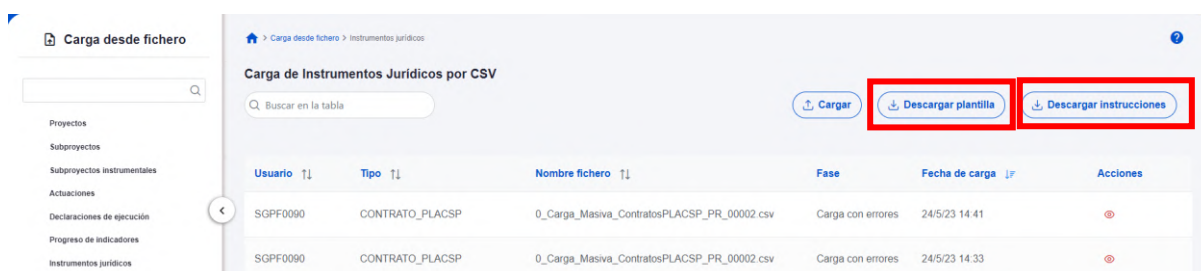 Carga desde fichero
Proyectos
Subproyectos
Subproyectos instrumentales
Actuaciones
Declaraciones de ejecución
Progreso de indicadores
Instrumentos jurídicos
> Carga desde fichero > Instrumentos jurídicos
?
Carga de Instrumentos Jurídicos por CSV
Buscar en la tabla
Cargar
Descargar plantilla
Descargar instrucciones
Usuario Tipo Nombre fichero Fase Fecha de carga Acciones
SGPF0090 CONTRATO_PLACSP 0_Carga_Masiva_ContratosPLACSP_PR_00002.csv Carga con errores 24/5/23 14:41
SGPF0090 CONTRATO_PLACSP 0_Carga_Masiva_ContratosPLACSP_PR_00002.csv Carga con errores 24/5/23 14:33